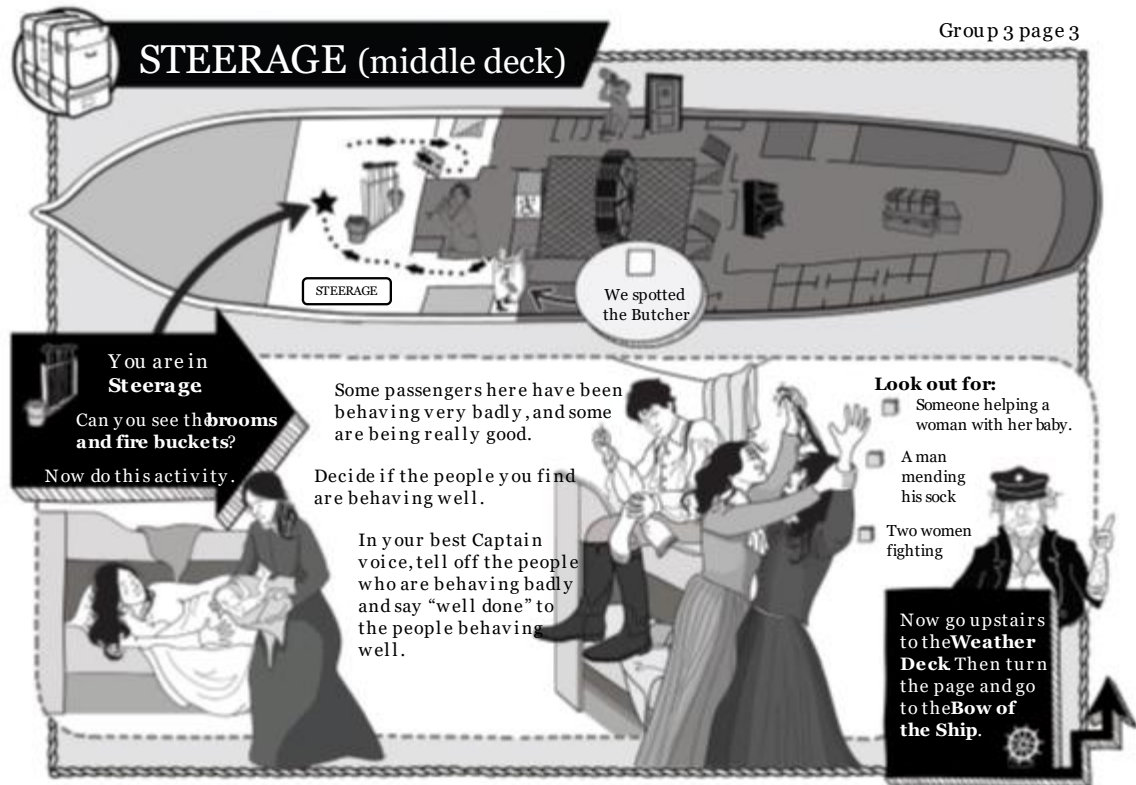 Group 3 page 3
STEERAGE (middle deck)
STEERAGE
We spotted
the Butcher
You are in
Steerage
Can you see the brooms
and fire buckets?
Now do this activity.
Some passengers here have been
behaving very badly, and some
are being really good.
Decide if the people you find
are behaving well.
In your best Captain
voice, tell off the people
who are behaving badly
and say “well done” to
the people behaving
well.
Look out for:
Someone helping a
woman with her baby.
A man
mending
his sock
Two women
fighting
Now go upstairs
to the Weather
Deck. Then turn
the page and go
to the Bow of
the Ship.